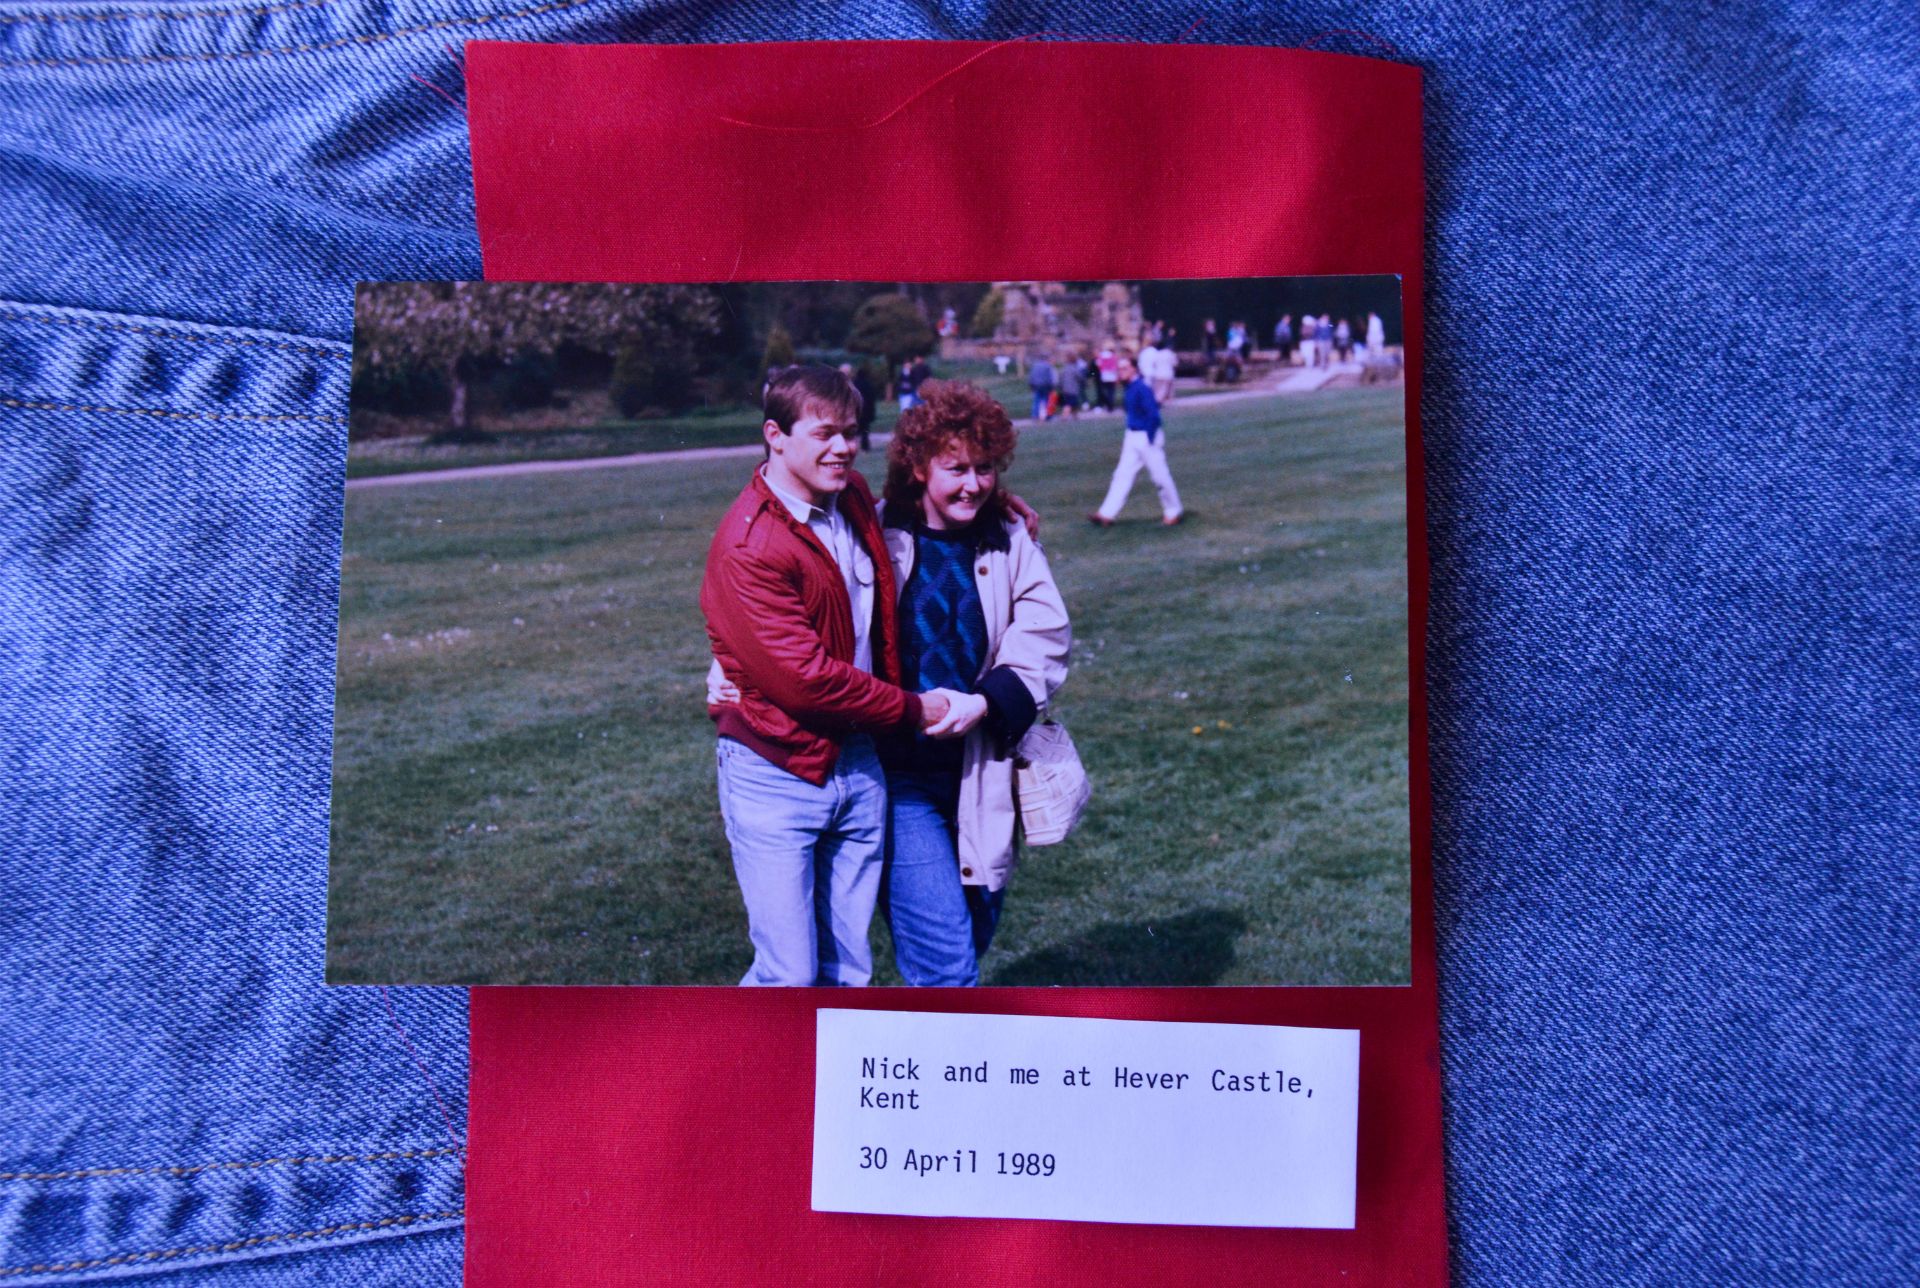 Nick and me at Hever Castle,
Kent
30 April 1989